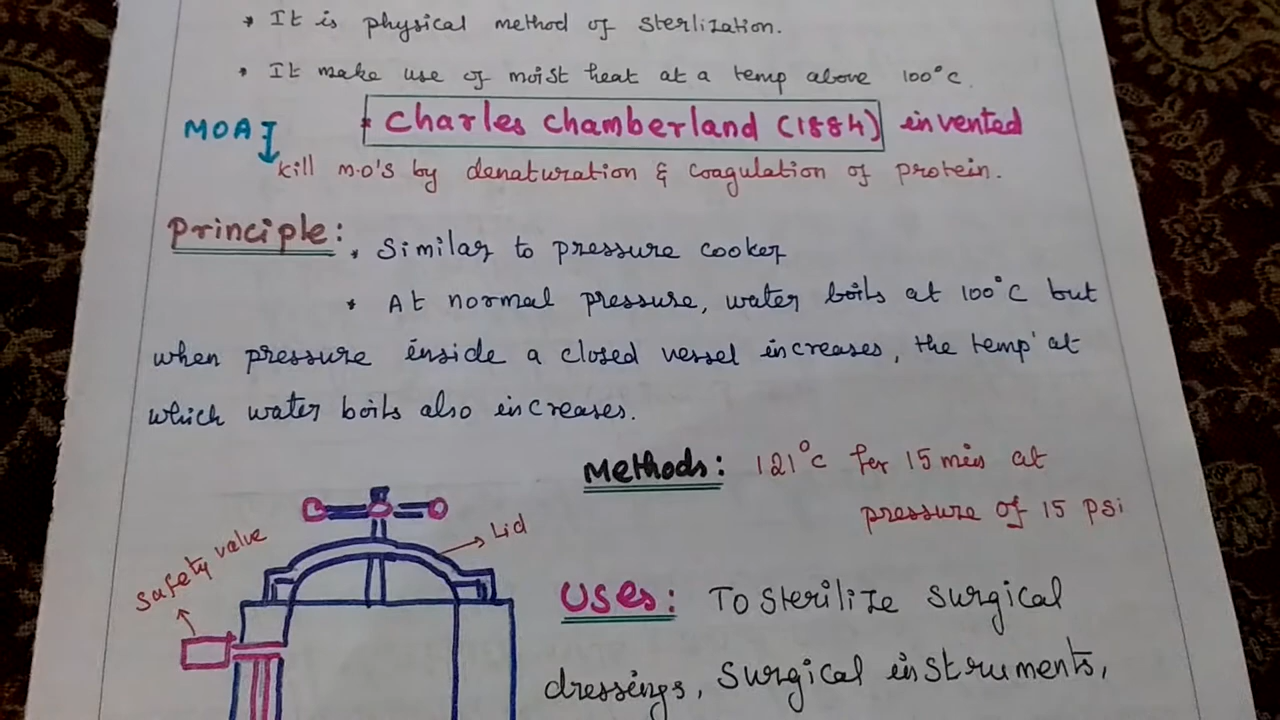 * It is physical method of sterlization.
* It make use of moist heat at a temp above 100°C.
MOA * Charles Chamberland (1884) invented
kill m.o's by denaturation & coagulation of protein.
Principle: * Similar to pressure cooker
* At normal pressure, water boils at 100°C but
when pressure inside a closed vessel increases, the temp at
which water boils also increases.
Methods: 121°C for 15 mins at
pressure of 15 psi
Lid
Safety valve
Uses: To sterilize surgical
dressings, surgical instruments,